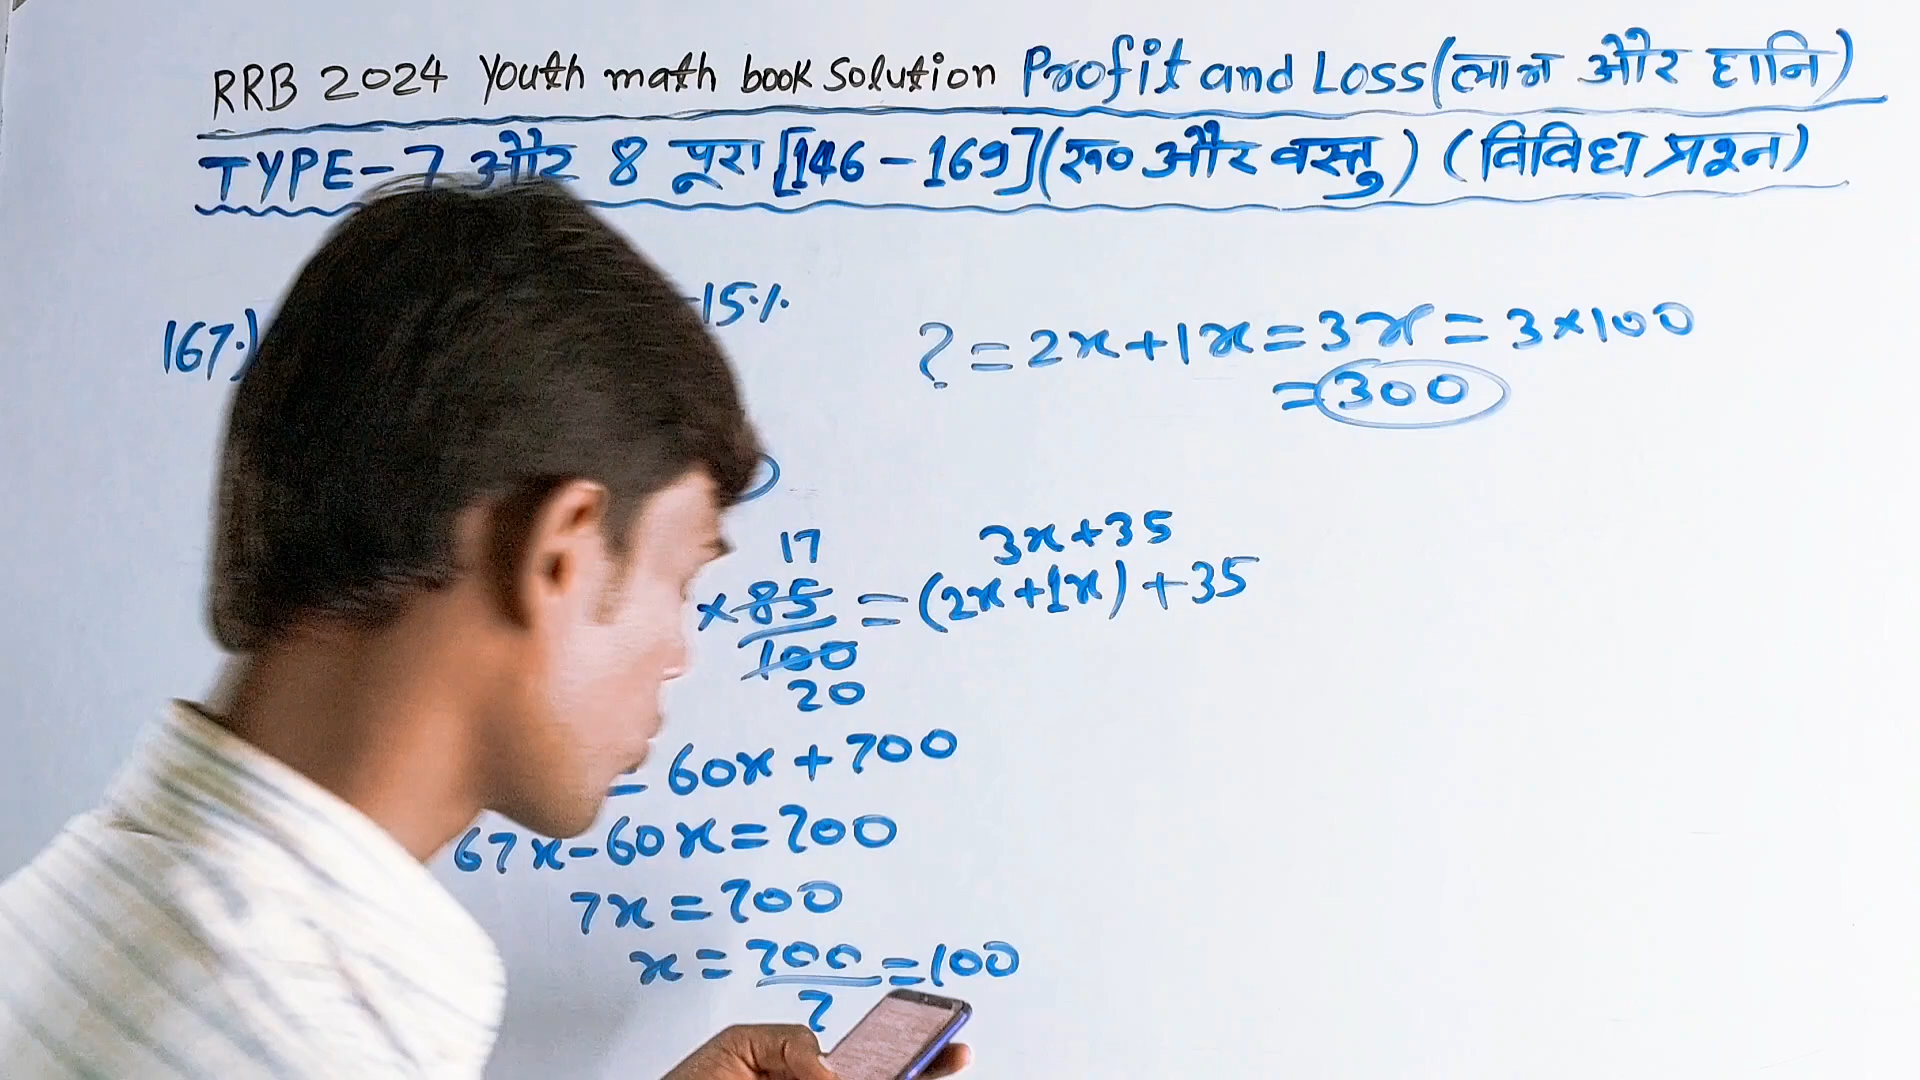 RRB 2024 Youth math book Solution Profit and Loss (लाभ और हानि)
TYPE-7 और 8 पूरा [146-169] (रू० और वस्तु) (विविध प्रश्न)
167.)
-15%
? = 2x+1x = 3x = 3×100
= 300
17
×85
100
20
3x+35
= (2x+1x) + 35
= 60x + 700
67x-60x = 700
7x = 700
x = 700 = 100
7